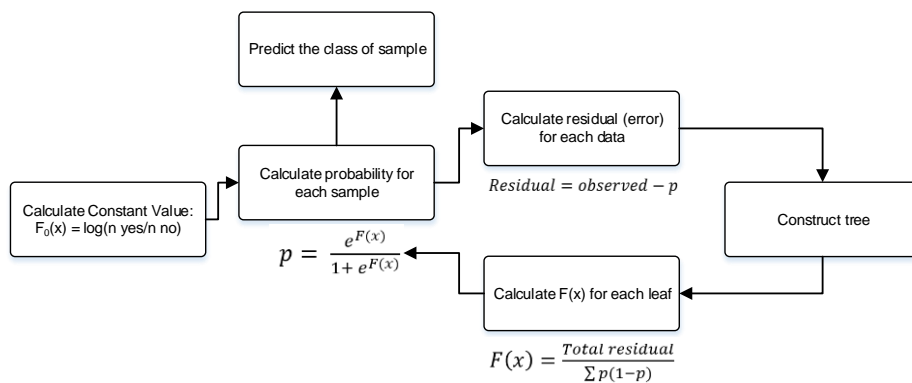 Predict the class of sample
Calculate residual (error)
for each data
Calculate probability for
each sample
Residual = observed − p
Calculate Constant Value:
F₀(x) = log(n yes/n no)
Construct tree
p = e^{F(x)} / 1+ e^{F(x)}
Calculate F(x) for each leaf
F(x) = Total residual / ∑ p(1−p)